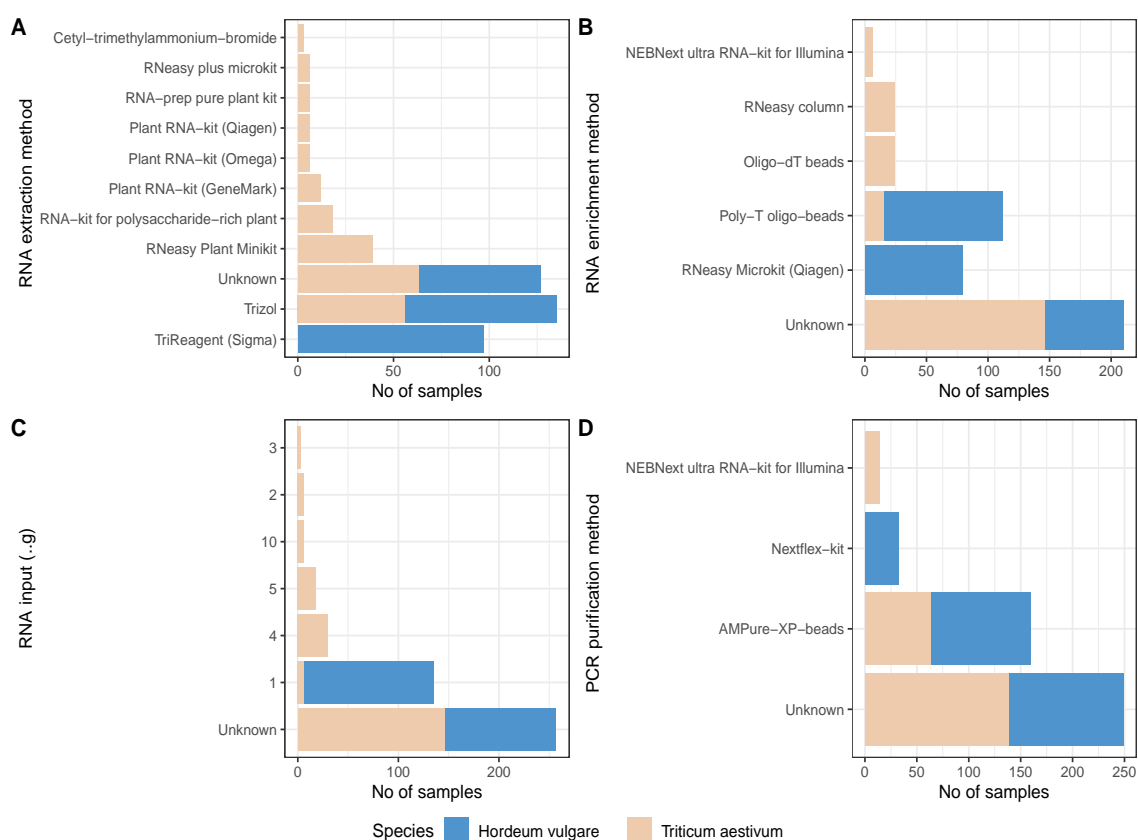 A
RNA extraction method
Cetyl−trimethylammonium−bromide
RNeasy plus microkit
RNA−prep pure plant kit
Plant RNA−kit (Qiagen)
Plant RNA−kit (Omega)
Plant RNA−kit (GeneMark)
RNA−kit for polysaccharide−rich plant
RNeasy Plant Minikit
Unknown
Trizol
TriReagent (Sigma)
0 50 100
No of samples
B
RNA enrichment method
NEBNext ultra RNA−kit for Illumina
RNeasy column
Oligo−dT beads
Poly−T oligo−beads
RNeasy Microkit (Qiagen)
Unknown
0 50 100 150 200
No of samples
C
RNA input (..g)
3
2
10
5
4
1
Unknown
0 100 200
No of samples
D
PCR purification method
NEBNext ultra RNA−kit for Illumina
Nextflex−kit
AMPure−XP−beads
Unknown
0 50 100 150 200 250
No of samples
Species Hordeum vulgare Triticum aestivum